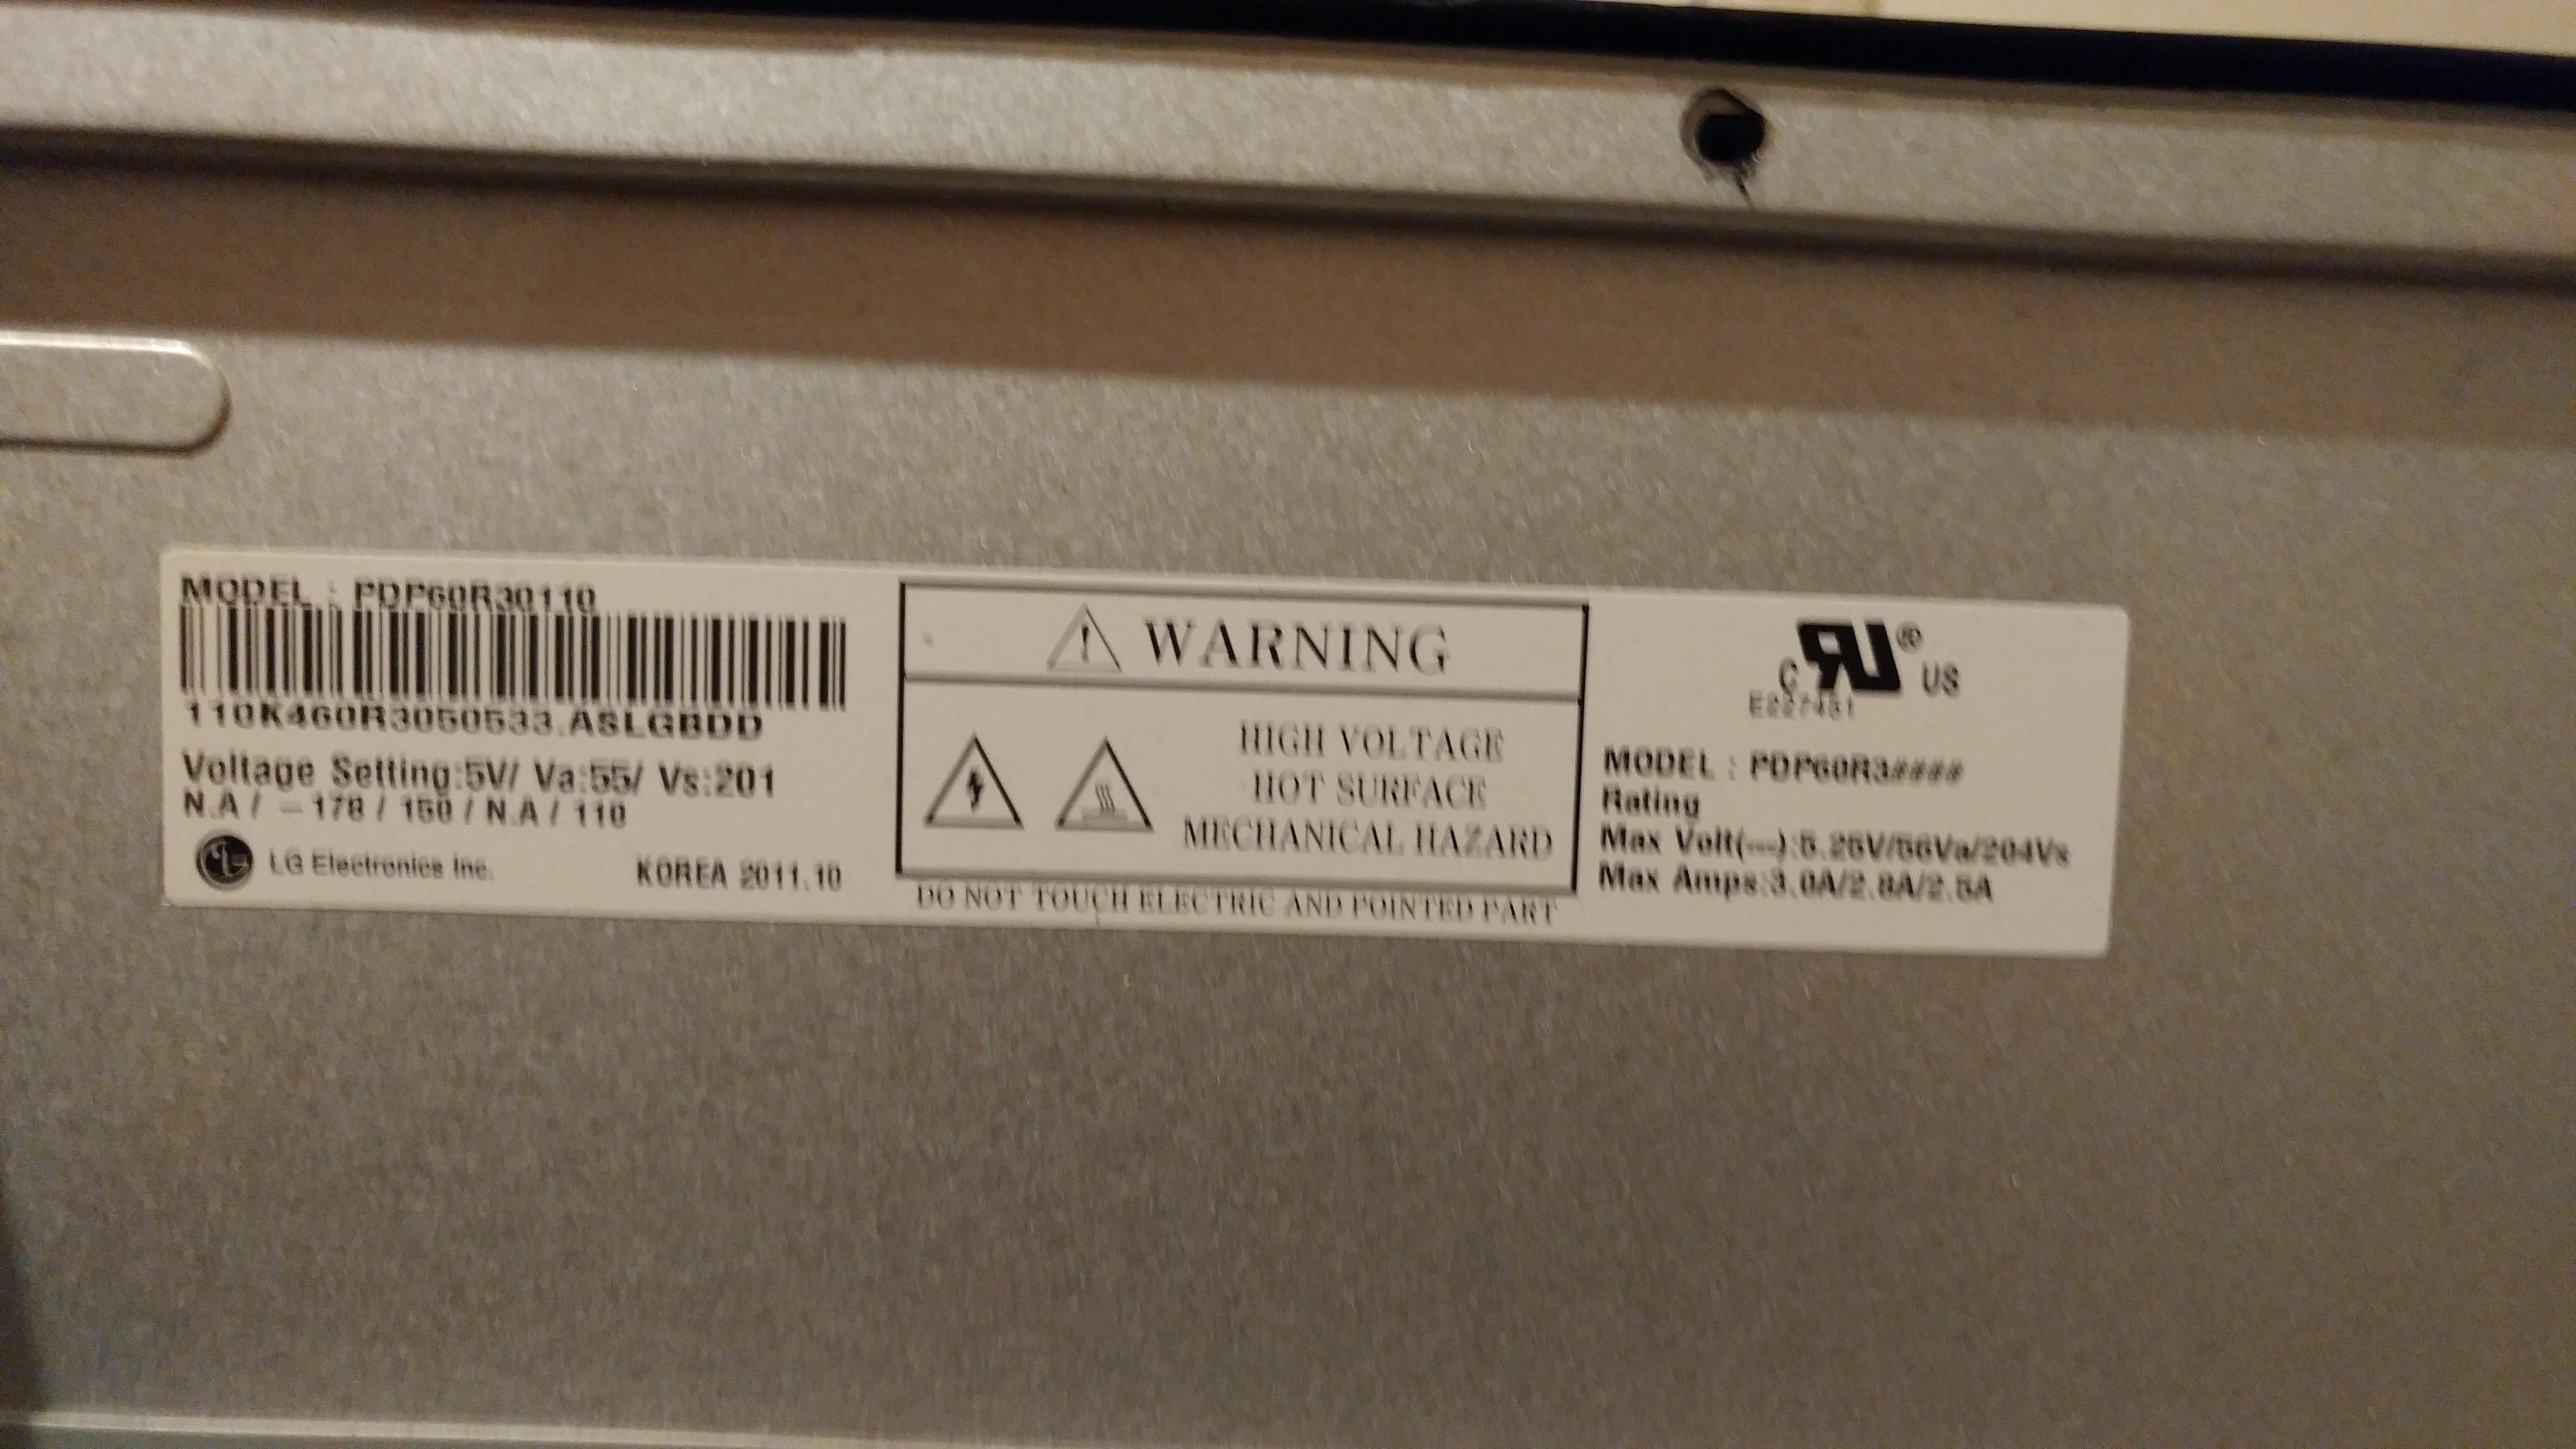 MODEL : PDP60R30110
110K460R3050533.ASLGBDD
Voltage Setting:5V/ Va:55/ Vs:201
N.A / -178 / 150 / N.A / 110
LG Electronics Inc. KOREA 2011.10
WARNING
HIGH VOLTAGE
HOT SURFACE
MECHANICAL HAZARD
DO NOT TOUCH ELECTRIC AND POINTED PART
c RU ® US
MODEL : PDP60R3####
Rating
Max Volt(---):5.25V/56Va/204Vs
Max Amps:3.0A/2.8A/2.5A